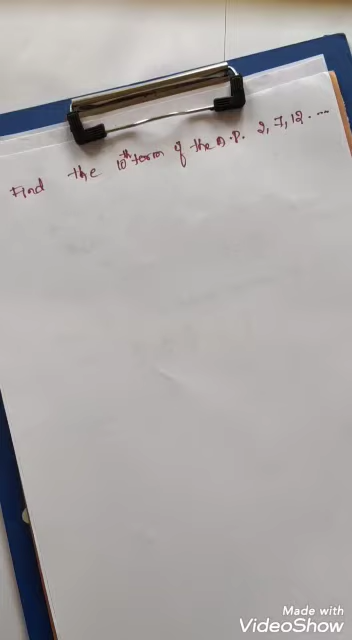 Find the 10th term of the A.P. 2, 7, 12. ...
Made with
VideoShow